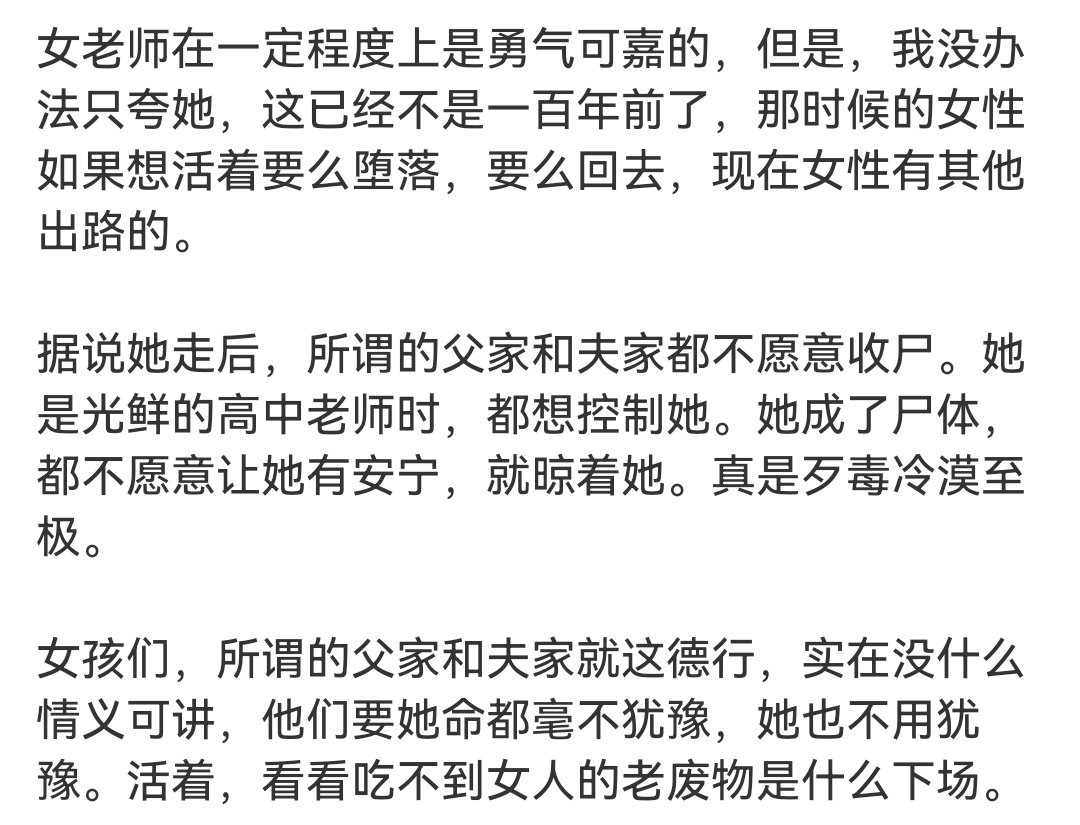 女老师在一定程度上是勇气可嘉的，但是，我没办
法只夸她，这已经不是一百年前了，那时候的女性
如果想活着要么堕落，要么回去，现在女性有其他
出路的。
据说她走后，所谓的父家和夫家都不愿意收尸。她
是光鲜的高中老师时，都想控制她。她成了尸体，
都不愿意让她有安宁，就晾着她。真是歹毒冷漠至
极。
女孩们，所谓的父家和夫家就这德行，实在没什么
情义可讲，他们要她命都毫不犹豫，她也不用犹
豫。活着，看看吃不到女人的老废物是什么下场。